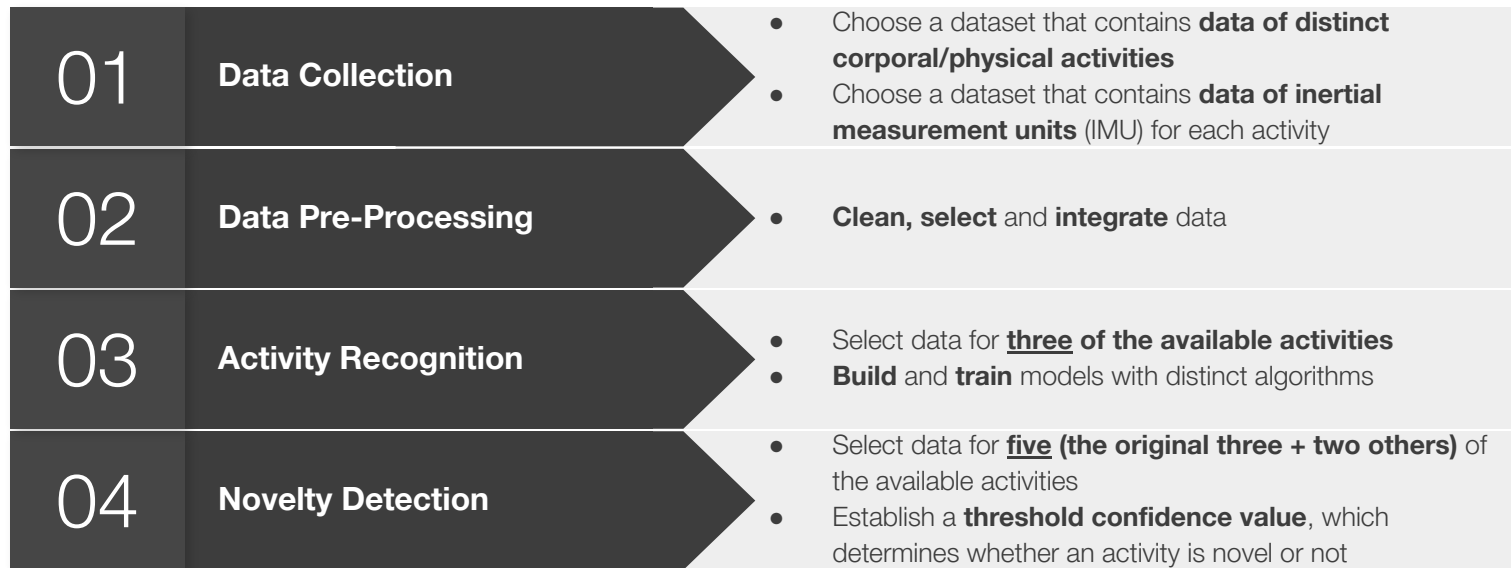 01
Data Collection
● Choose a dataset that contains data of distinct
corporal/physical activities
● Choose a dataset that contains data of inertial
measurement units (IMU) for each activity
02
Data Pre-Processing
● Clean, select and integrate data
03
Activity Recognition
● Select data for three of the available activities
● Build and train models with distinct algorithms
04
Novelty Detection
● Select data for five (the original three + two others) of
the available activities
● Establish a threshold confidence value, which
determines whether an activity is novel or not